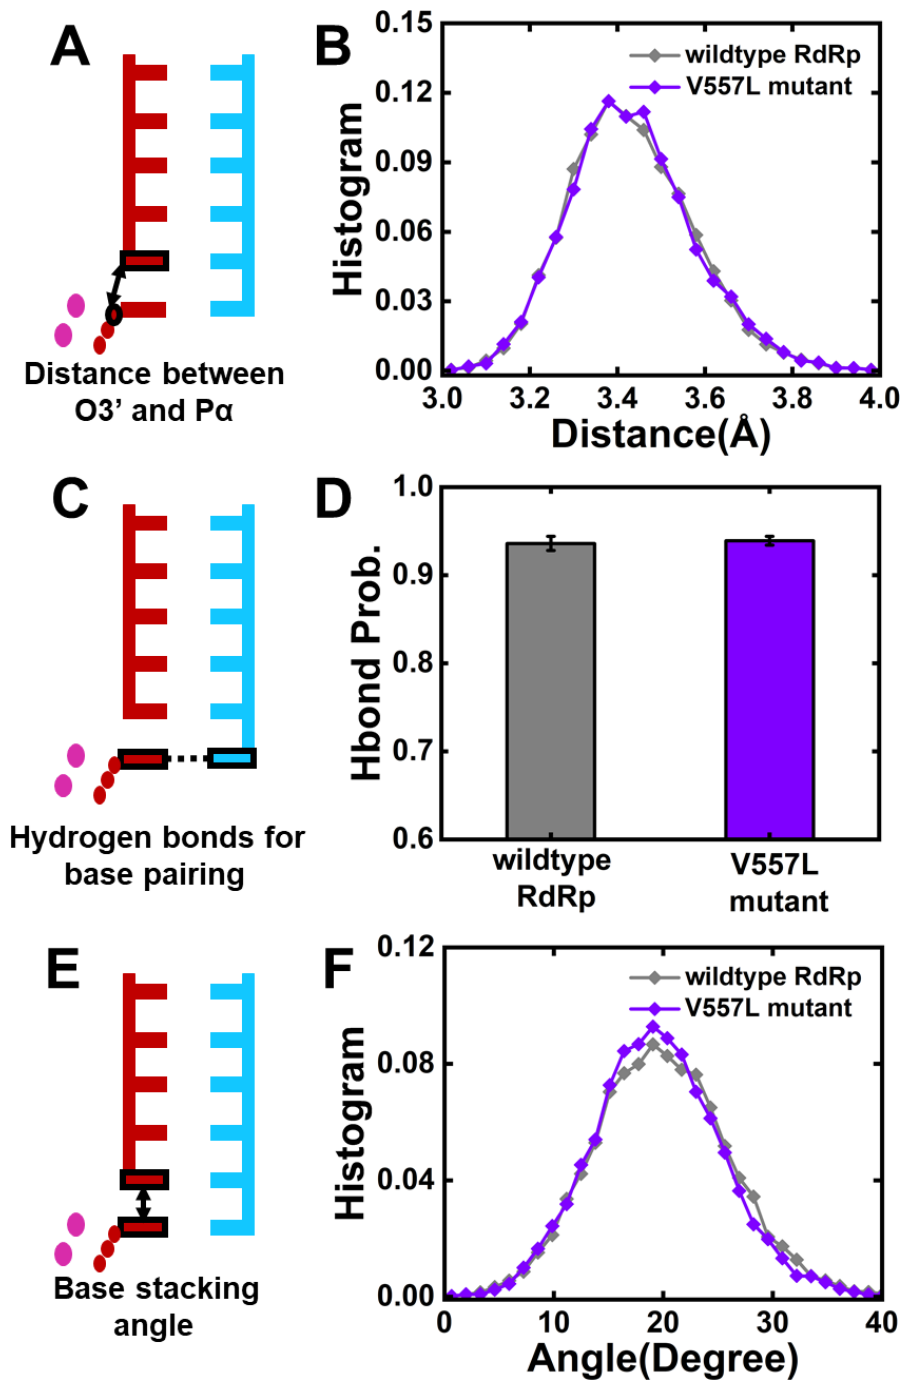 A
Distance between
O3’ and Pα
B
0.15
0.12
0.09
0.06
0.03
0.00
Histogram
wildtype RdRp
V557L mutant
3.0 3.2 3.4 3.6 3.8 4.0
Distance(Å)
C
Hydrogen bonds for
base pairing
D
1.0
0.9
0.8
0.7
0.6
Hbond Prob.
wildtype
RdRp
V557L
mutant
E
Base stacking
angle
F
0.12
0.08
0.04
0.00
Histogram
wildtype RdRp
V557L mutant
0 10 20 30 40
Angle(Degree)